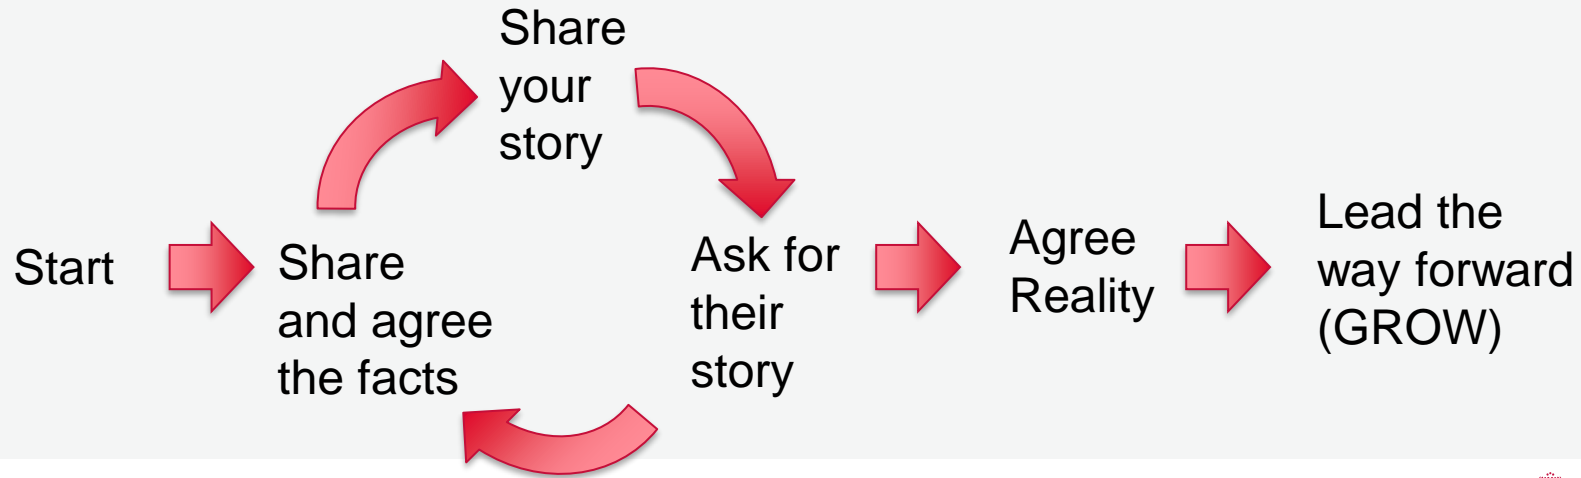 Share
your
story
Start
Share
and agree
the facts
Ask for
their
story
Agree
Reality
Lead the
way forward
(GROW)